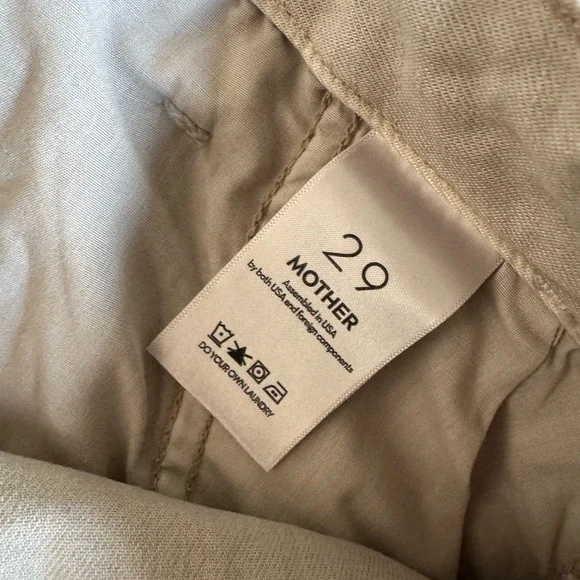 29
MOTHER
Assembled in USA
by both USA and foreign components
DO YOUR OWN LAUNDRY